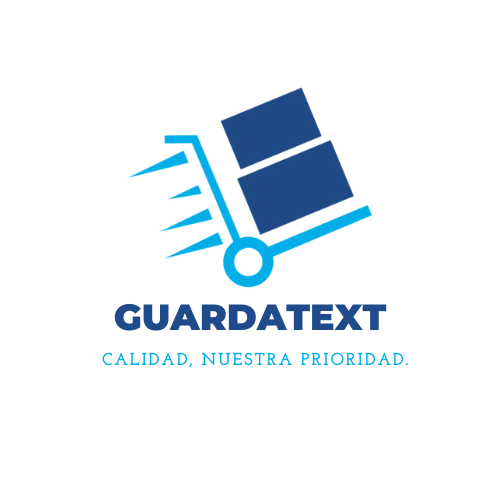 GUARDATEXT
CALIDAD, NUESTRA PRIORIDAD.